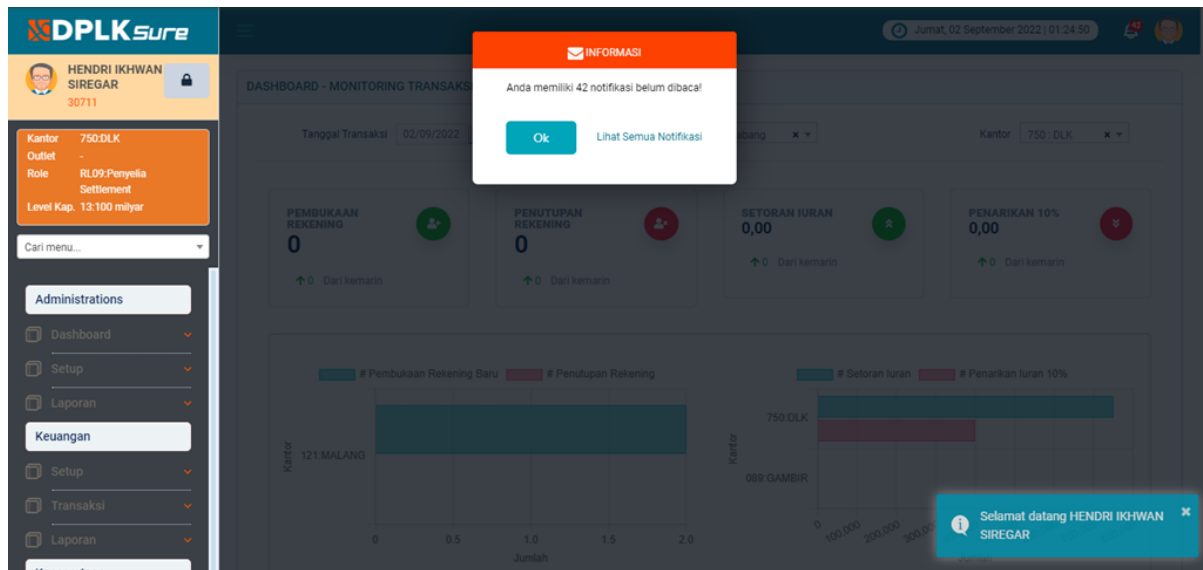 DPLK Sure
HENDRI IKHWAN
SIREGAR
30711
Kantor 750:DLK
Outlet -
Role RL09:Penyelia
Settlement
Level Kap. 13:100 milyar
Cari menu...
Administrations
Dashboard
Setup
Laporan
Keuangan
Setup
Transaksi
Laporan
Jumat, 02 September 2022 | 01:24:50
42
INFORMASI
Anda memiliki 42 notifikasi belum dibaca!
Ok Lihat Semua Notifikasi
DASHBOARD - MONITORING TRANSAKS
Tanggal Transaksi 02/09/2022
abang
Kantor 750 : DLK
PEMBUKAAN
REKENING
0
0 Dari kemarin
PENUTUPAN
REKENING
0
0 Dari kemarin
SETORAN IURAN
0,00
0 Dari kemarin
PENARIKAN 10%
0,00
0 Dari kemarin
# Pembukaan Rekening Baru # Penutupan Rekening
Kantor
121:MALANG
0 0.5 1.0 1.5 2.0
Jumlah
# Setoran Iuran # Penarikan Iuran 10%
Kantor
750:DLK
089:GAMBIR
0 100,000 200,000
Selamat datang HENDRI IKHWAN
SIREGAR